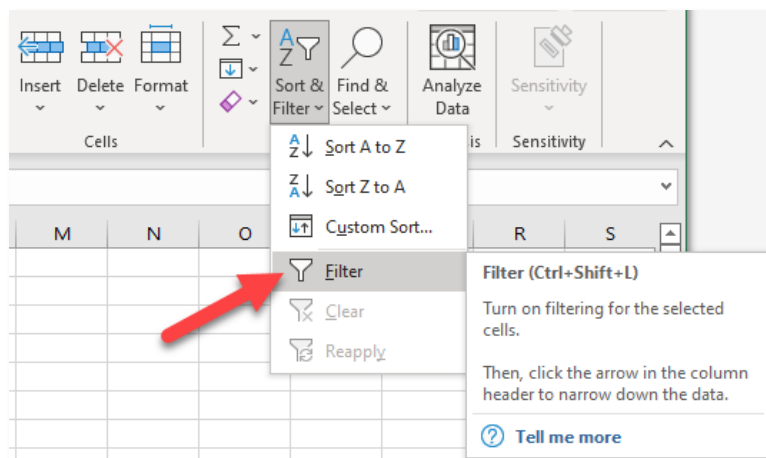 Insert Delete Format
Cells
Σ
A
Z
Sort &
Filter
Find &
Select
Analyze
Data
is
Sensitivity
Sensitivity
A
Z
Sort A to Z
Z
A
Sort Z to A
Custom Sort...
Filter
Clear
Reapply
M N O R S
Filter (Ctrl+Shift+L)
Turn on filtering for the selected
cells.
Then, click the arrow in the column
header to narrow down the data.
? Tell me more